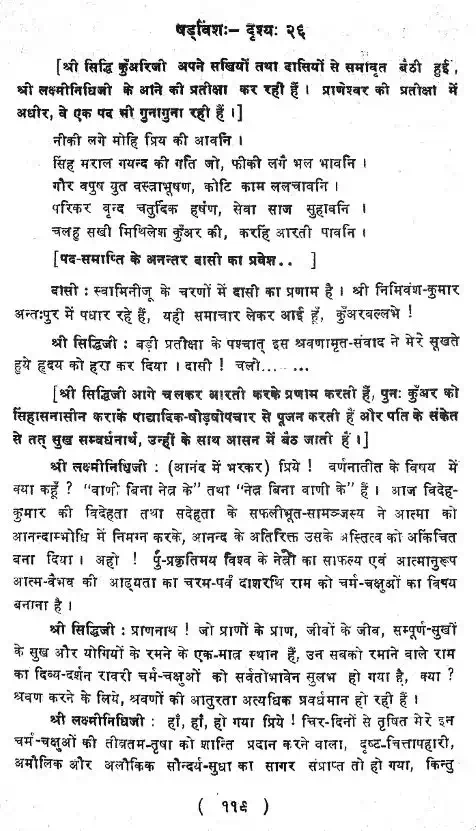 षड्विंशः– दृश्यः २६
[श्री सिद्धि कुँअरिजी अपने सखियों तथा दासियों से समावृत बैठी हुई,
श्री लक्ष्मीनिधिजी के आने की प्रतीक्षा कर रही हैं । प्राणेश्वर की प्रतीक्षा में
अधीर, वे एक पद सी गुनागुना रही हैं ।]
नीकी लगे मोहि प्रिय की आवनि ।
सिंह मराल गयन्द की गति जो, फीकी लगै भल भावनि ।
गौर वपुष युत वस्त्राभूषण, कोटि काम ललचावनि ।
परिकर वृन्द चतुर्दिक हर्षण, सेवा साज सुहावनि ।
चलहु सखी मिथिलेश कुँअर की, करहिं आरती पावनि ।
[पद-समाप्ति के अनन्तर दासी का प्रवेश. . ]
दासी : स्वामिनीजू के चरणों में दासी का प्रणाम है । श्री निमिवंश-कुमार
अन्तःपुर में पधार रहे हैं, यही समाचार लेकर आई हूँ, कुँअरवल्लभे !
श्री सिद्धिजी : बड़ी प्रतीक्षा के पश्चात् इस श्रवणामृत-संवाद ने मेरे सूखते
हुये हृदय को हरा कर दिया । दासी ! चलो... ... ...
[श्री सिद्धिजी आगे चलकर आरती करके प्रणाम करती हैं, पुनः कुँअर को
सिंहासनासीन कराके पाद्यादिक-षोड़षोपचार से पूजन करती हैं और पति के संकेत
से तत् सुख सम्वर्धनार्थ, उन्हीं के साथ आसन में बैठ जाती हैं ।]
श्री लक्ष्मीनिधिजी : (आनंद में भरकर) प्रिये ! वर्णनातीत के विषय में
क्या कहूँ ? "वाणी बिना नेत्र के" तथा "नेत्र बिना वाणी के" हैं । आज विदेह-
कुमार की विदेहता तथा सदेहता के सफलीभूत-सामञ्जस्य ने आत्मा को
आनन्दाम्भोधि में निमग्न करके, आनन्द के अतिरिक्त उसके अस्तित्व को अकिंचित
बना दिया । अहो ! पुं-प्रकृतिमय विश्व के नेत्रों का साफल्य एवं आत्मानुरूप
आत्म-वैभव की आढ्यता का चरम-पर्व दाशरथि राम को चर्म-चक्षुओं का विषय
बनाना है ।
श्री सिद्धिजी : प्राणनाथ ! जो प्राणों के प्राण, जीवों के जीव, सम्पूर्ण-सुखों
के सुख और योगियों के रमने के एक-मात्र स्थान हैं, उन सबको रमाने वाले राम
का दिव्य-दर्शन रावरी चर्म-चक्षुओं को सर्वतोभावेन सुलभ हो गया है, क्या ?
श्रवण करने के लिये, श्रवणों की आतुरता अत्यधिक प्रवर्धमान हो रही हैं ।
श्री लक्ष्मीनिधिजी : हाँ, हाँ, हो गया प्रिये ! चिर-दिनों से तृषित मेरे इन
चर्म-चक्षुओं की तीव्रतम-तृषा को शान्ति प्रदान करने वाला, दृष्ट-चित्तापहारी,
अमौलिक और अलौकिक सौन्दर्य-सुधा का सागर संप्राप्त तो हो गया, किन्तु
( ११९ )